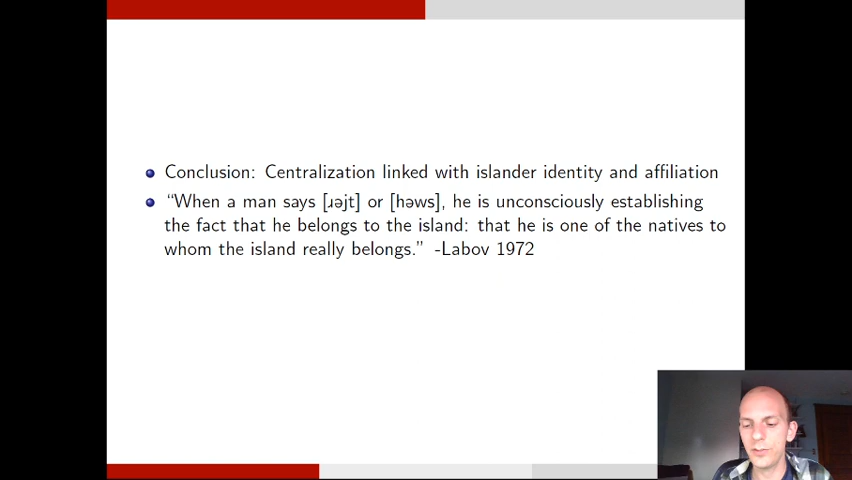 Conclusion: Centralization linked with islander identity and affiliation
“When a man says [ɹəjt] or [həws], he is unconsciously establishing
the fact that he belongs to the island: that he is one of the natives to
whom the island really belongs.” -Labov 1972